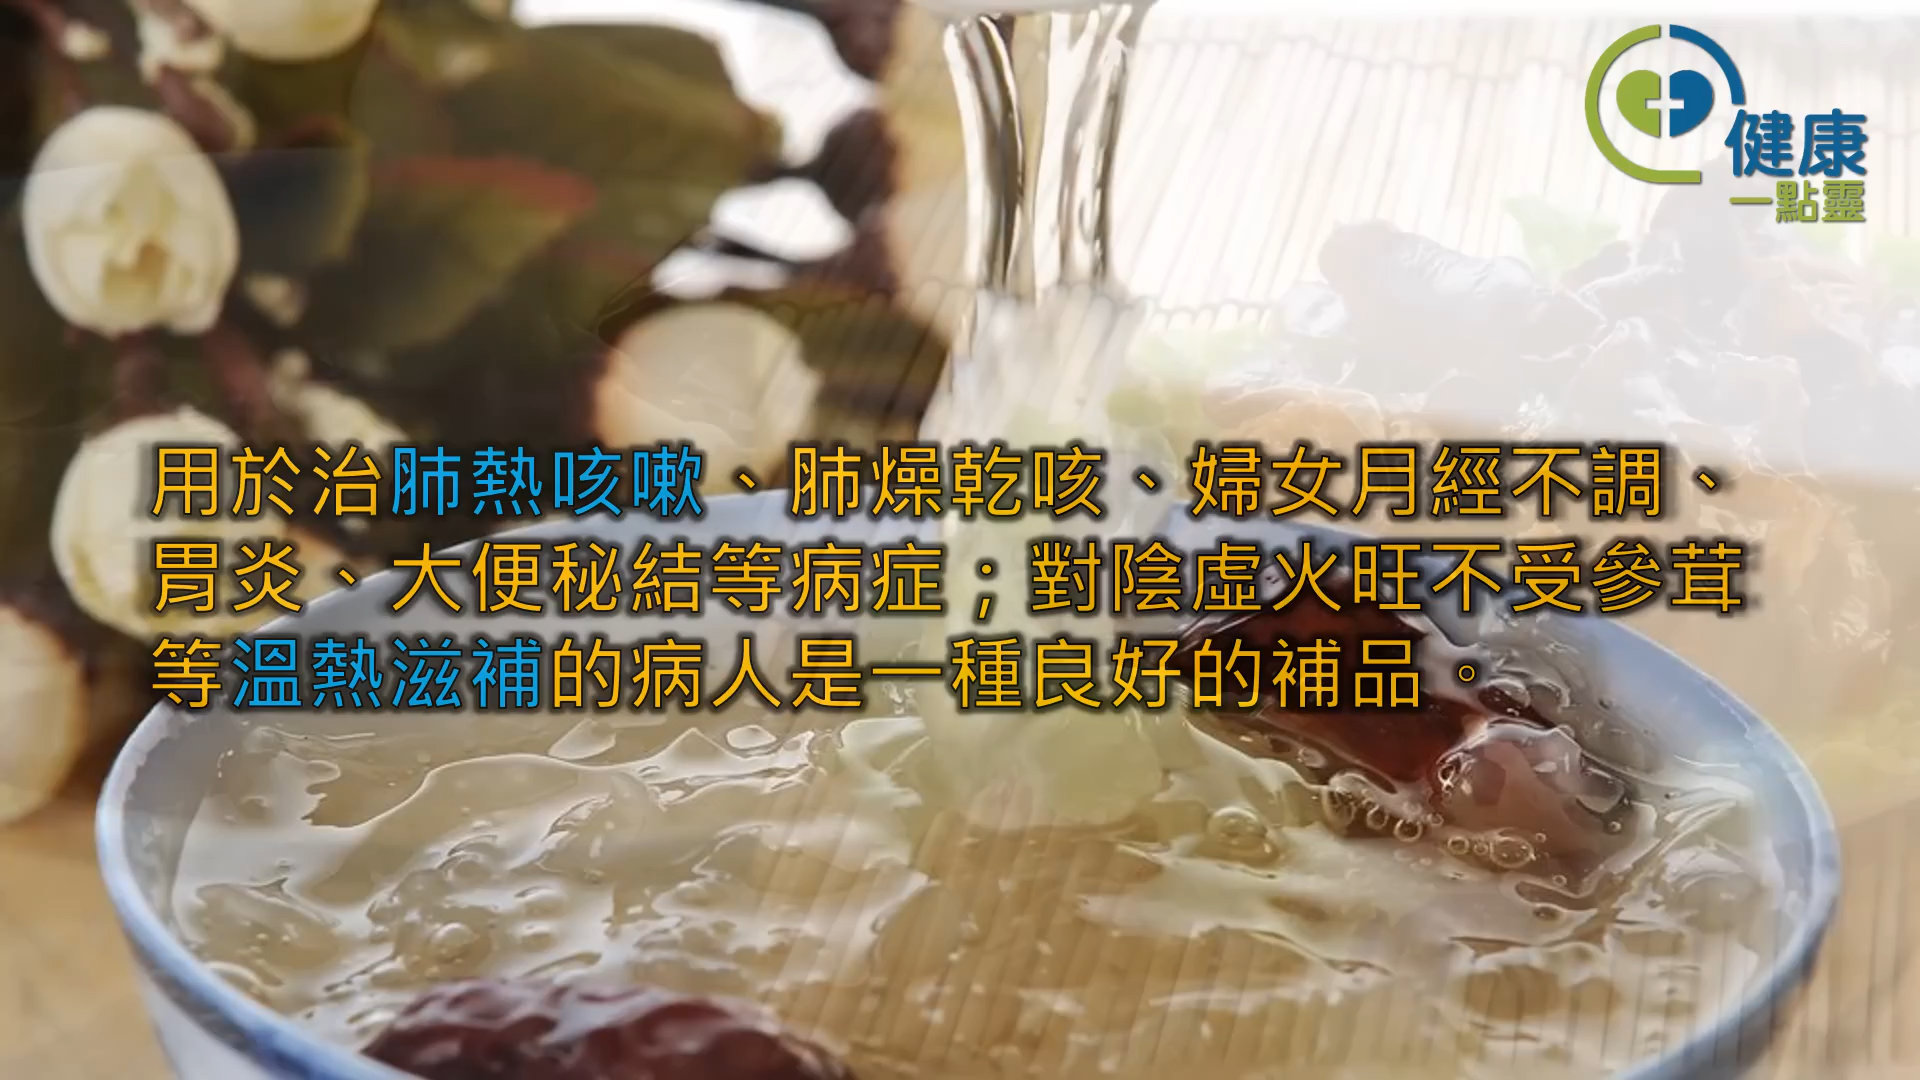 健康
一點靈
用於治肺熱咳嗽、肺燥乾咳、婦女月經不調、
胃炎、大便秘結等病症；對陰虛火旺不受參茸
等溫熱滋補的病人是一種良好的補品。